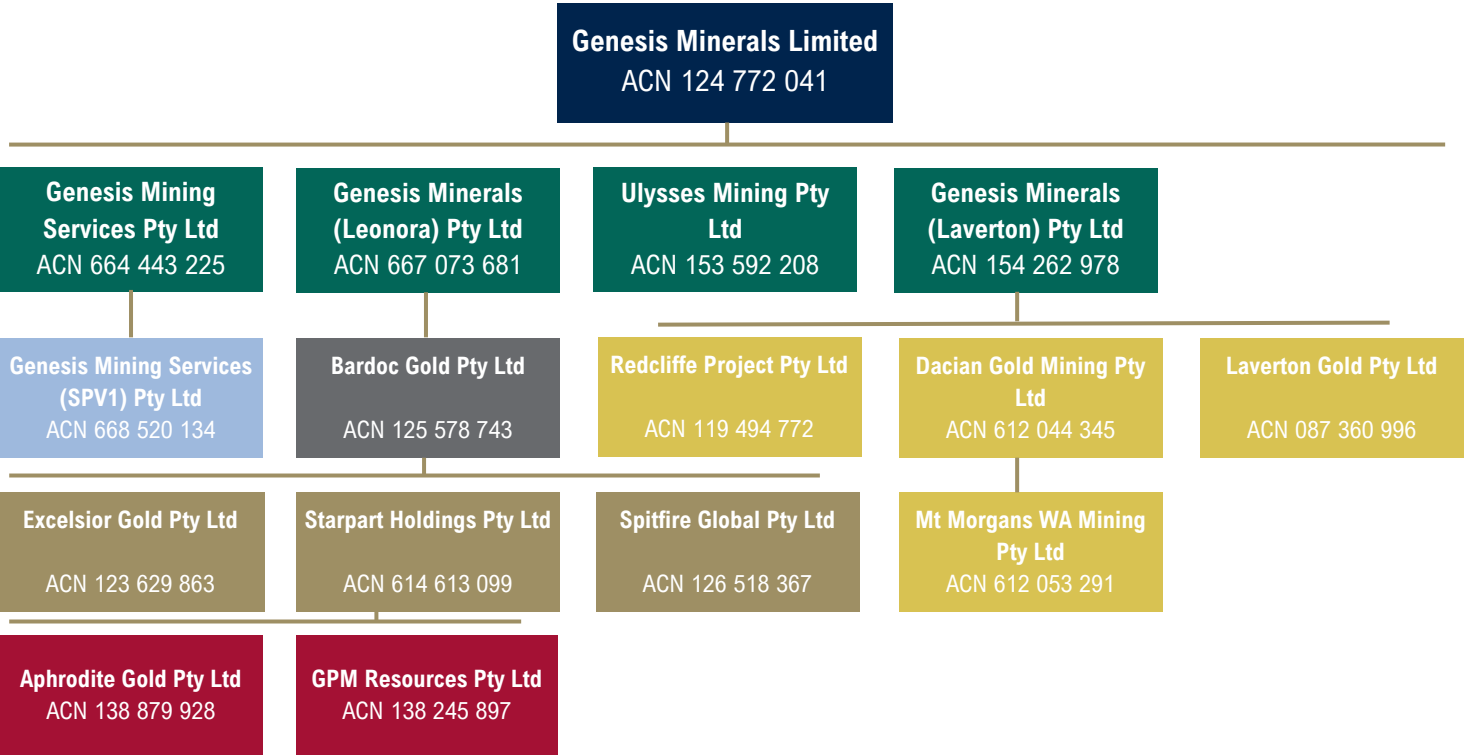 Genesis Minerals Limited
ACN 124 772 041
Genesis Mining
Services Pty Ltd
ACN 664 443 225
Genesis Minerals
(Leonora) Pty Ltd
ACN 667 073 681
Ulysses Mining Pty
Ltd
ACN 153 592 208
Genesis Minerals
(Laverton) Pty Ltd
ACN 154 262 978
Genesis Mining Services
(SPV1) Pty Ltd
ACN 668 520 134
Bardoc Gold Pty Ltd
ACN 125 578 743
Redcliffe Project Pty Ltd
ACN 119 494 772
Dacian Gold Mining Pty
Ltd
ACN 612 044 345
Laverton Gold Pty Ltd
ACN 087 360 996
Excelsior Gold Pty Ltd
ACN 123 629 863
Starpart Holdings Pty Ltd
ACN 614 613 099
Spitfire Global Pty Ltd
ACN 126 518 367
Mt Morgans WA Mining
Pty Ltd
ACN 612 053 291
Aphrodite Gold Pty Ltd
ACN 138 879 928
GPM Resources Pty Ltd
ACN 138 245 897